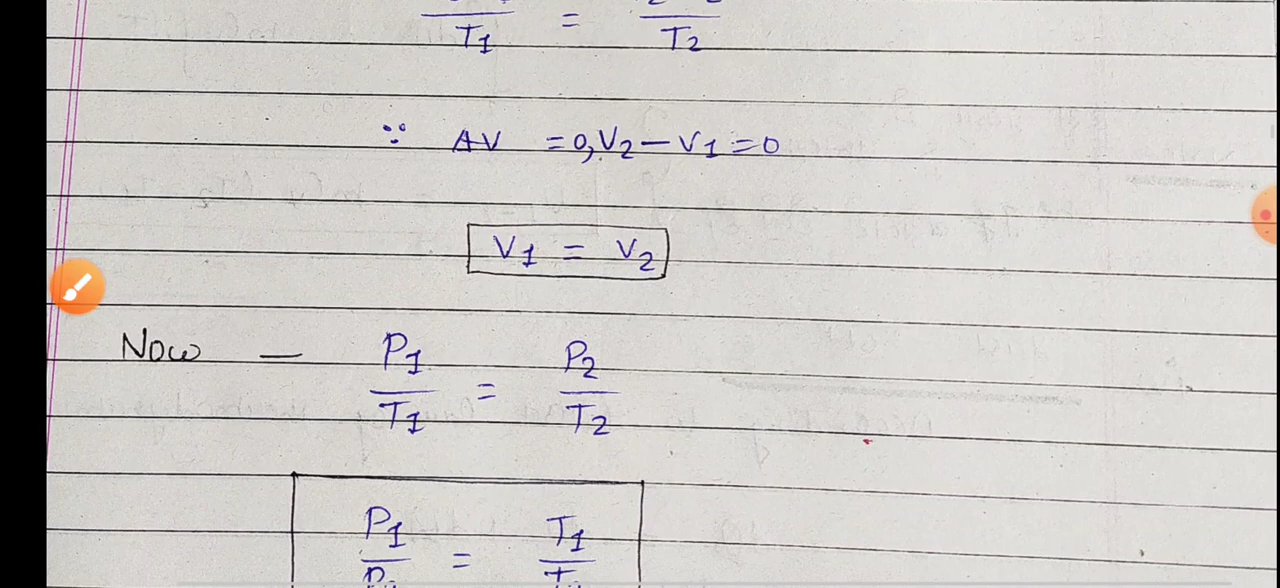 T1 = T2
∵ ΔV = 0, V2 – V1 = 0
V1 = V2
Now – P1/T1 = P2/T2
P1 = T1